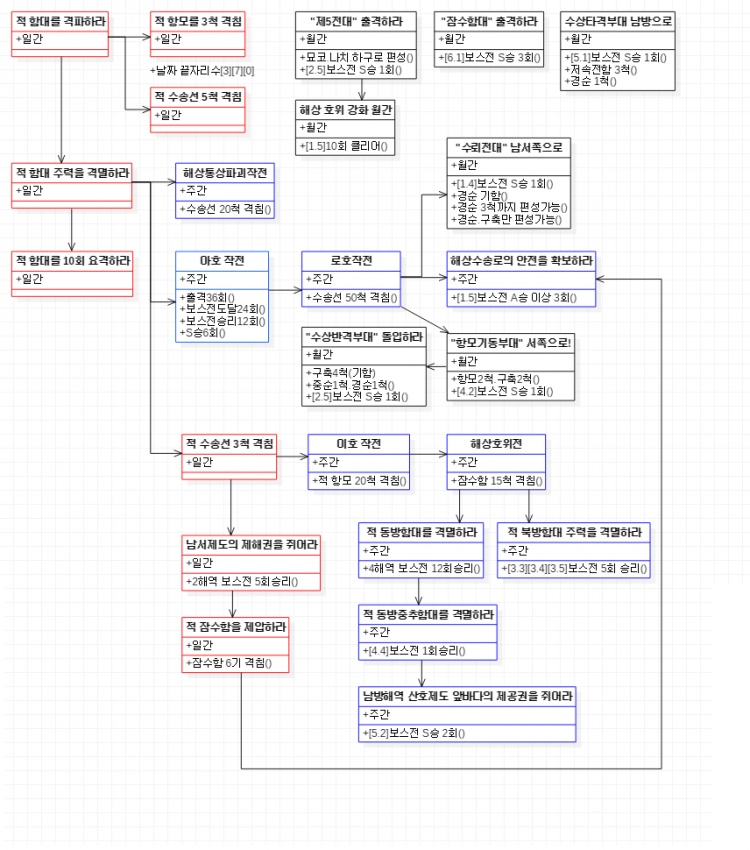 적 함대를 격파하라
+일간
적 항모를 3척 격침
+일간
+날짜 끝자리수[3][7][0]
적 수송선 5척 격침
+일간
"제5전대" 출격하라
+월간
+묘코 나치 하구로 편성()
+[2.5]보스전 S승 1회()
"잠수함대" 출격하라
+월간
+[6.1]보스전 S승 3회()
수상타격부대 남방으로
+월간
+[5.1]보스전 S승 1회()
+저속전함 3척()
+경순 1척()
해상 호위 강화 월간
+월간
+[1.5]10회 클리어()
적 함대 주력을 격멸하라
+일간
해상통상파괴작전
+주간
+수송선 20척 격침()
"수뢰전대" 남서쪽으로
+월간
+[1.4]보스전 S승 1회()
+경순 기함()
+경순 3척까지 편성가능()
+경순.구축만 편성가능()
적 함대를 10회 요격하라
+일간
아호 작전
+주간
+출격36회()
+보스전도달24회()
+보스전승리12회()
+S승6회()
로호작전
+주간
+수송선 50척 격침()
해상수송로의 안전을 확보하라
+주간
+[1.5]보스전 A승 이상 3회()
"수상반격부대" 돌입하라
+월간
+구축4척(기함)
+중순1척.경순1척()
+[2.5]보스전 S승 1회()
"항모기동부대" 서쪽으로!
+월간
+항모2척.구축2척()
+[4.2]보스전 S승 1회()
적 수송선 3척 격침
+일간
이호 작전
+주간
+적 항모 20척 격침()
해상호위전
+주간
+잠수함 15척 격침()
남서제도의 제해권을 쥐어라
+일간
+2해역 보스전 5회승리()
적 동방함대를 격멸하라
+주간
+4해역 보스전 12회승리()
적 북방함대 주력을 격멸하라
+주간
+[3.3][3.4][3.5]보스전 5회 승리()
적 잠수함을 제압하라
+일간
+잠수함 6기 격침()
적 동방중추함대를 격멸하라
+주간
+[4.4]보스전 1회승리()
남방해역 산호제도 앞바다의 제공권을 쥐어라
+주간
+[5.2]보스전 S승 2회()